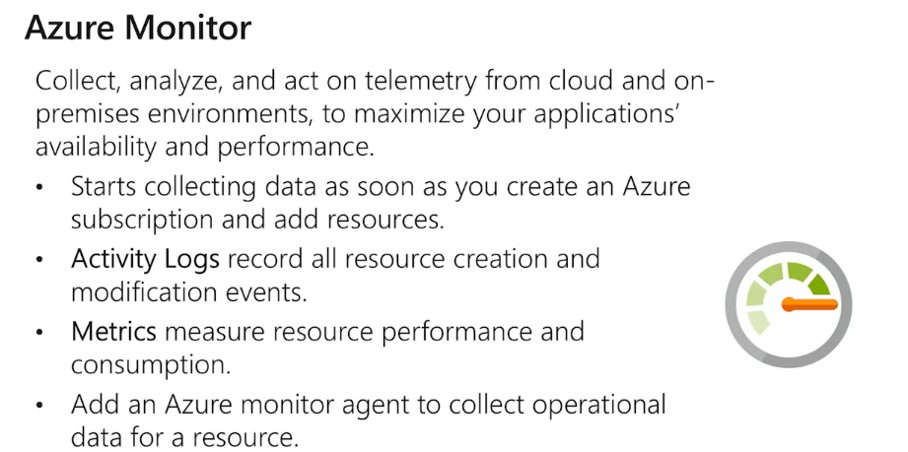 Azure Monitor
Collect, analyze, and act on telemetry from cloud and on-
premises environments, to maximize your applications’
availability and performance.
• Starts collecting data as soon as you create an Azure
subscription and add resources.
• Activity Logs record all resource creation and
modification events.
• Metrics measure resource performance and
consumption.
• Add an Azure monitor agent to collect operational
data for a resource.